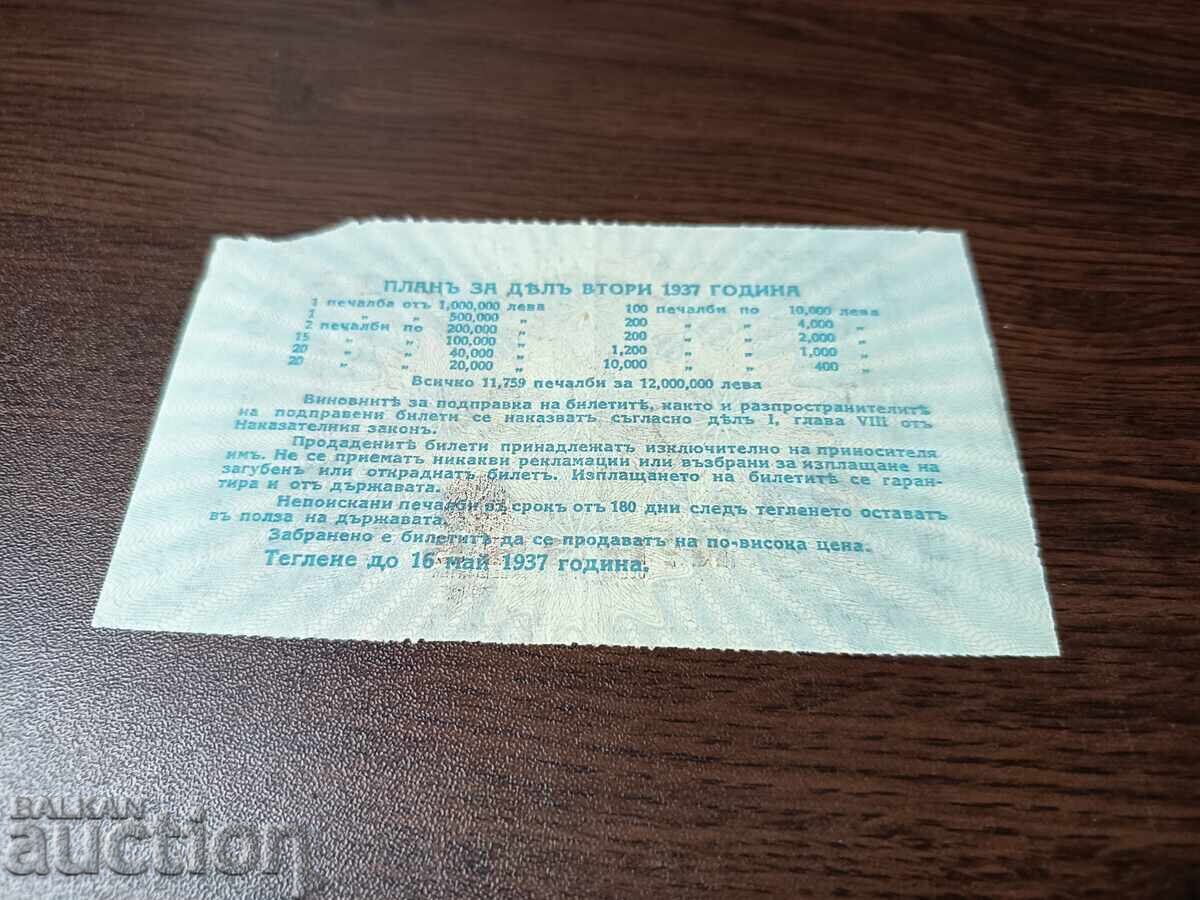 ПЛАНЪ ЗА ДѢЛЪ ВТОРИ 1937 ГОДИНА
1 печалба отъ 1,000,000 лева 100 печалби по 10,000 лева
1 „ „ 500,000 „ 200 „ „ 4,000 „
2 печалби по 200,000 „ 200 „ „ 2,000 „
15 „ „ 100,000 „ 1,200 „ „ 1,000 „
20 „ „ 40,000 „ 10,000 „ „ 400 „
20 „ „ 20,000 „
Всичко 11,759 печалби за 12,000,000 лева
Виновнитѣ за подправка на билетитѣ, както и разпространителитѣ
на подправени билети се наказватъ съгласно дѣлъ I, глава VIII отъ
Наказателния законъ.
Продаденитѣ билети принадлежатъ изключително на приносителя
имъ. Не се приематъ никакви рекламации или възбрани за изплащане на
загубенъ или откраднатъ билетъ. Изплащането на билетитѣ се гаран-
тира и отъ държавата.
Непоискани печалби въ срокъ отъ 180 дни следъ тегленето оставатъ
въ полза на държавата.
Забранено е билетитѣ да се продаватъ на по-висока цена.
Теглене до 16 май 1937 година.
BALKAN
auction